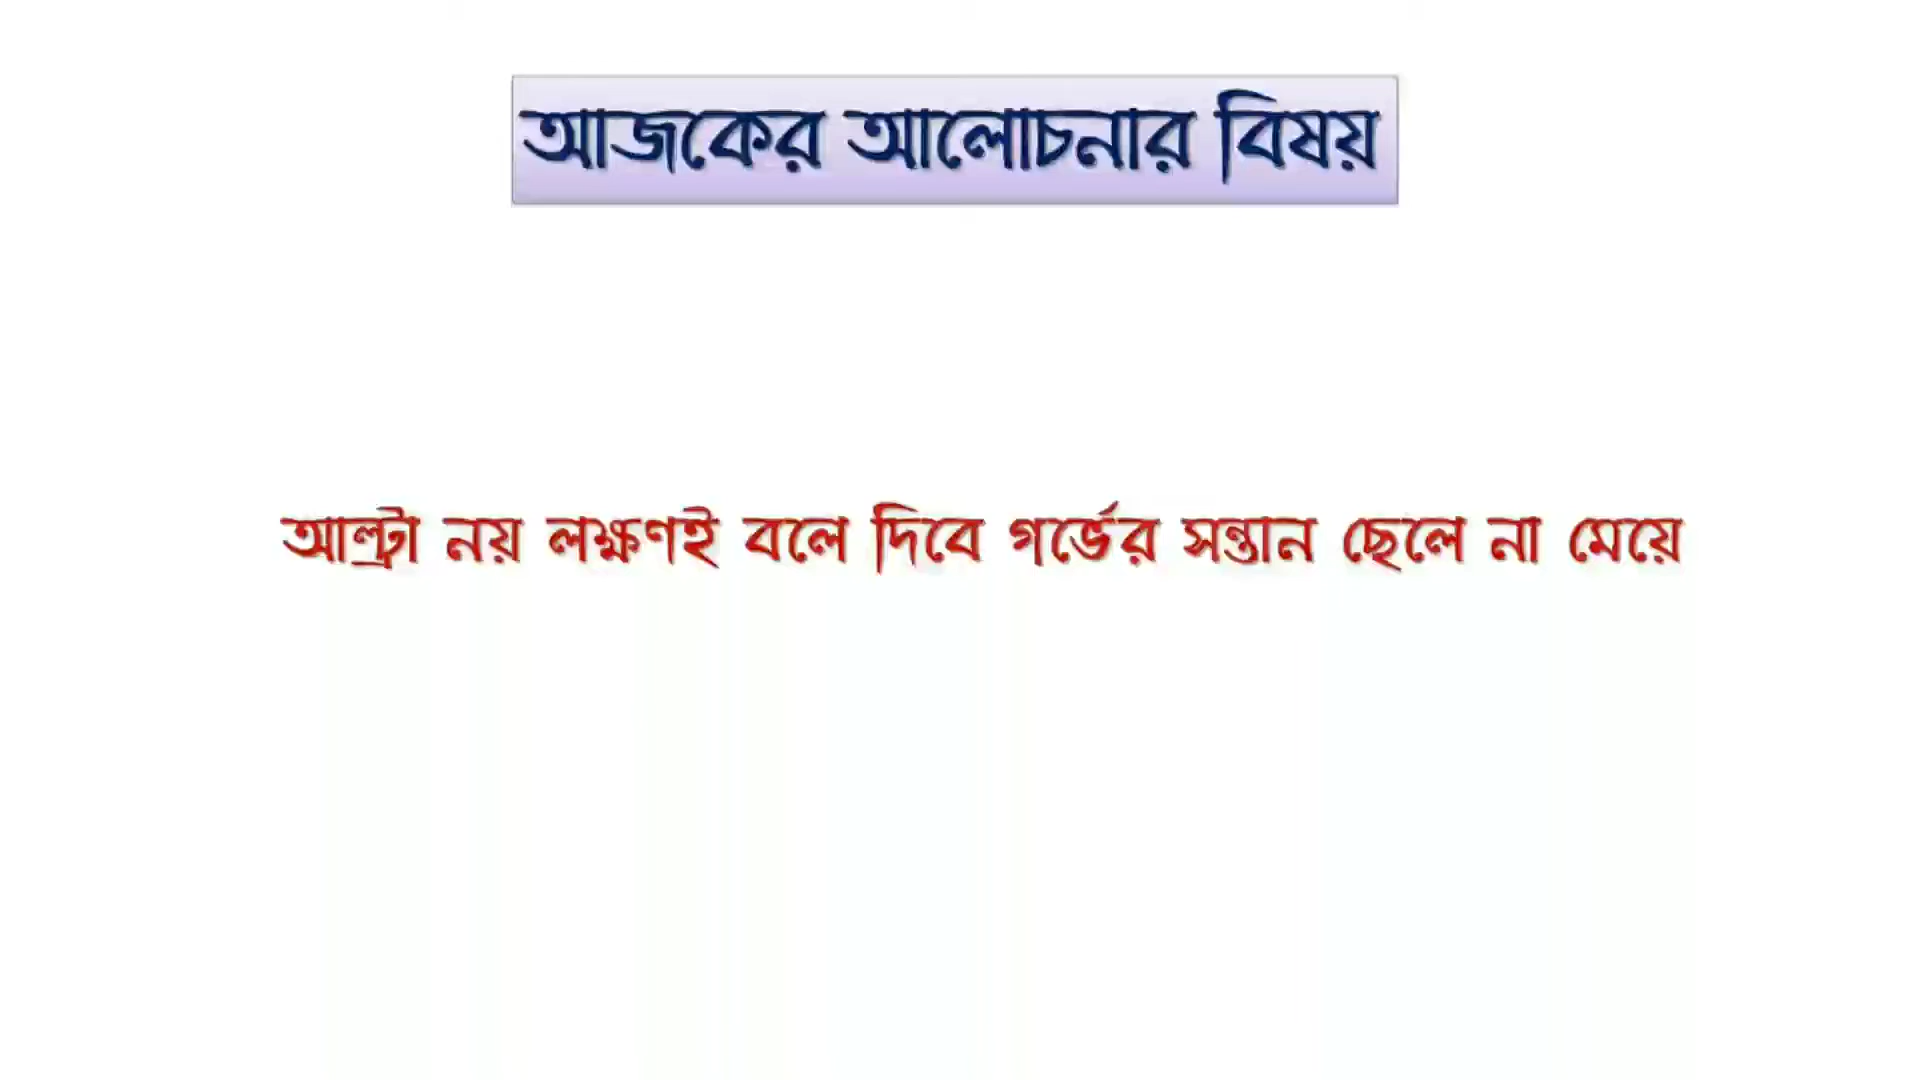 আজকের আলোচনার বিষয়
আল্ট্রা নয় লক্ষণই বলে দিবে গর্ভের সন্তান ছেলে না মেয়ে